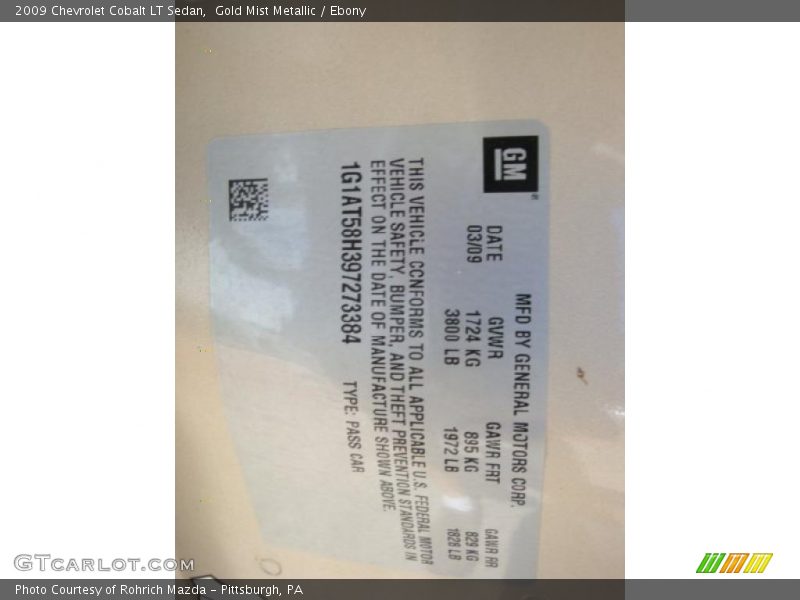 2009 Chevrolet Cobalt LT Sedan,  Gold Mist Metallic / Ebony
GM
®
MFD BY GENERAL MOTORS CORP.
DATE GVWR GAWR FRT GAWR RR
03/09 1724 KG 895 KG 829 KG
3800 LB 1972 LB 1828 LB
THIS VEHICLE CONFORMS TO ALL APPLICABLE U.S. FEDERAL MOTOR
VEHICLE SAFETY, BUMPER, AND THEFT PREVENTION STANDARDS IN
EFFECT ON THE DATE OF MANUFACTURE SHOWN ABOVE.
1G1AT58H397273384 TYPE: PASS CAR
GTCARLOT.COM
Photo Courtesy of Rohrich Mazda - Pittsburgh, PA